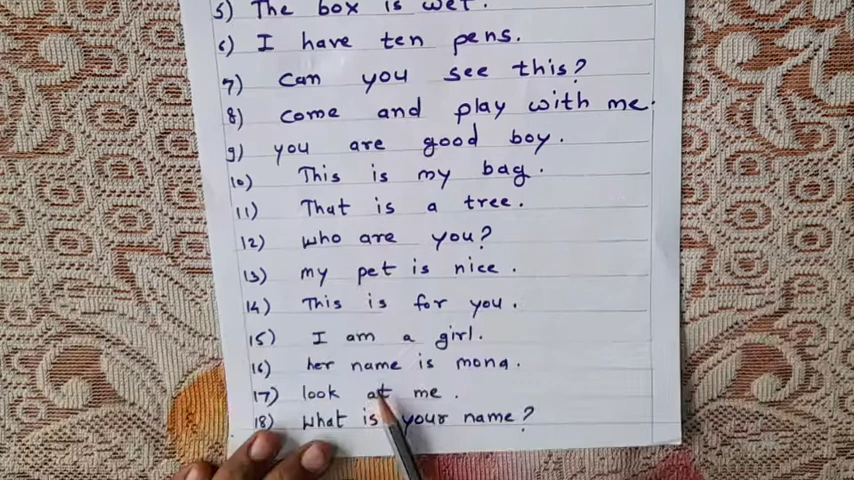 5) The box is wet.
6) I have ten pens.
7) can you see this?
8) come and play with me.
9) you are good boy.
10) This is my bag.
11) That is a tree.
12) who are you?
13) my pet is nice.
14) This is for you.
15) I am a girl.
16) her name is mona.
17) look at me.
18) what is your name?